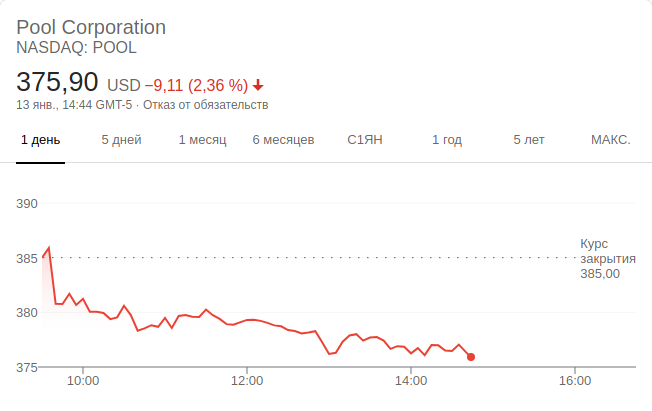 Pool Corporation
NASDAQ: POOL
375,90 USD −9,11 (2,36 %)
13 янв., 14:44 GMT-5 · Отказ от обязательств
1 день 5 дней 1 месяц 6 месяцев С1ЯН 1 год 5 лет МАКС.
390
Курс
385 закрытия
385,00
380
375
10:00 12:00 14:00 16:00